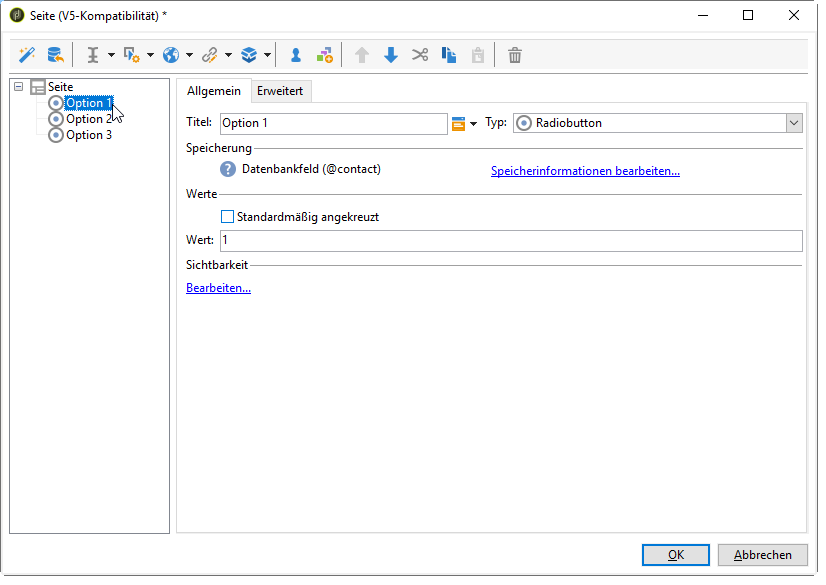 Seite (V5-Kompatibilität) *
Seite
Option 1
Option 2
Option 3
Allgemein Erweitert
Titel: Option 1 Typ: Radiobutton
Speicherung
? Datenbankfeld (@contact) Speicherinformationen bearbeiten...
Werte
Standardmäßig angekreuzt
Wert: 1
Sichtbarkeit
Bearbeiten...
OK Abbrechen